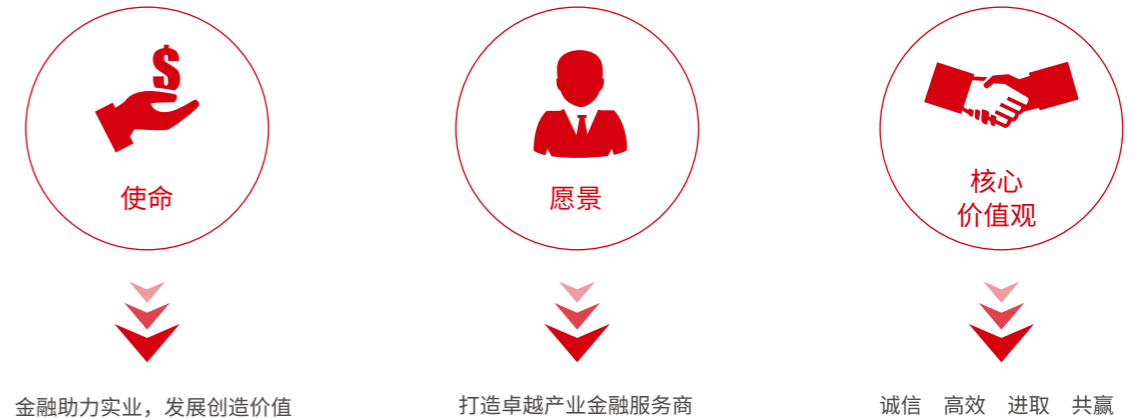 使命
金融助力实业，发展创造价值
愿景
打造卓越产业金融服务商
核心
价值观
诚信 高效 进取 共赢